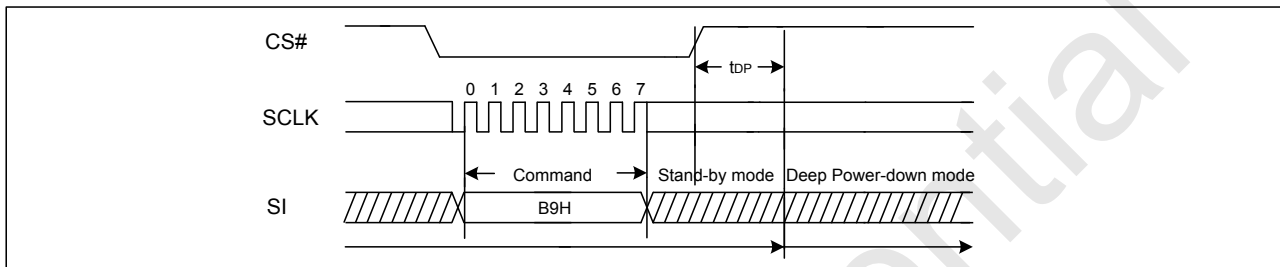 CS#
tDP
0 1 2 3 4 5 6 7
SCLK
Command Stand-by mode Deep Power-down mode
SI B9H
ential